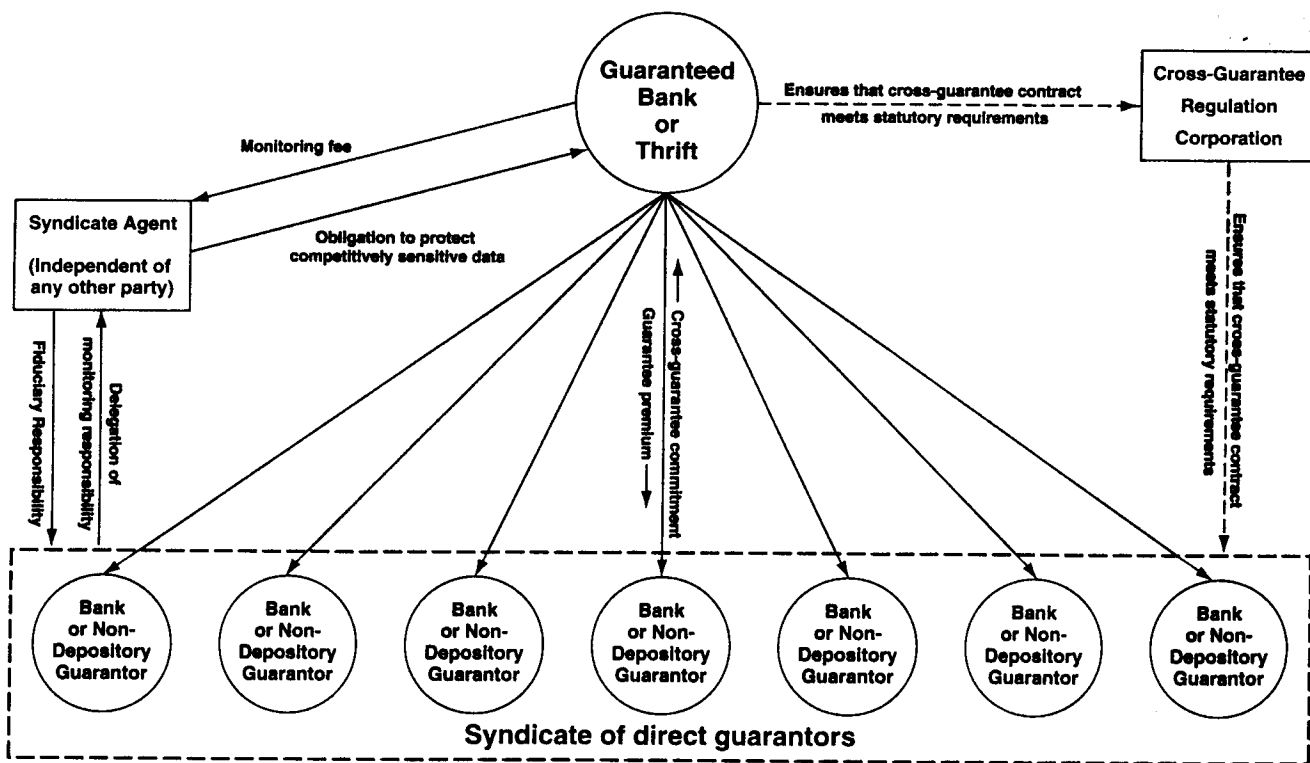 Guaranteed
Bank
or
Thrift
Ensures that cross-guarantee contract
meets statutory requirements
Cross-Guarantee
Regulation
Corporation
Monitoring fee
Syndicate Agent
(Independent of
any other party)
Obligation to protect
competitively sensitive data
Fiduciary Responsibility
Delegation of
monitoring responsibility
Cross-guarantee commitment
Guarantee premium
Ensures that cross-guarantee contract
meets statutory requirements
Bank
or Non-
Depository
Guarantor
Bank
or Non-
Depository
Guarantor
Bank
or Non-
Depository
Guarantor
Bank
or Non-
Depository
Guarantor
Bank
or Non-
Depository
Guarantor
Bank
or Non-
Depository
Guarantor
Bank
or Non-
Depository
Guarantor
Syndicate of direct guarantors